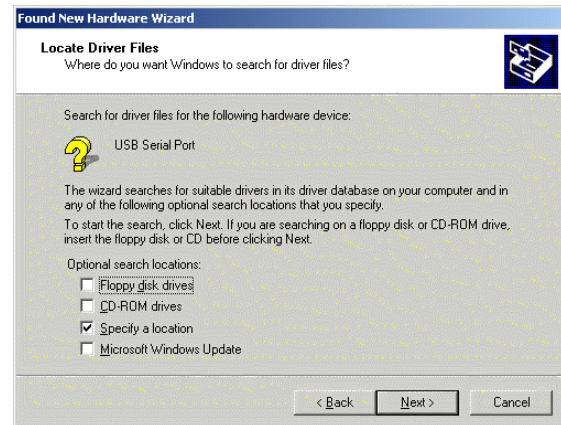 Found New Hardware Wizard
Locate Driver Files
Where do you want Windows to search for driver files?
Search for driver files for the following hardware device:
USB Serial Port
The wizard searches for suitable drivers in its driver database on your computer and in
any of the following optional search locations that you specify.
To start the search, click Next. If you are searching on a floppy disk or CD-ROM drive,
insert the floppy disk or CD before clicking Next.
Optional search locations:
Floppy disk drives
CD-ROM drives
Specify a location
Microsoft Windows Update
< Back Next > Cancel